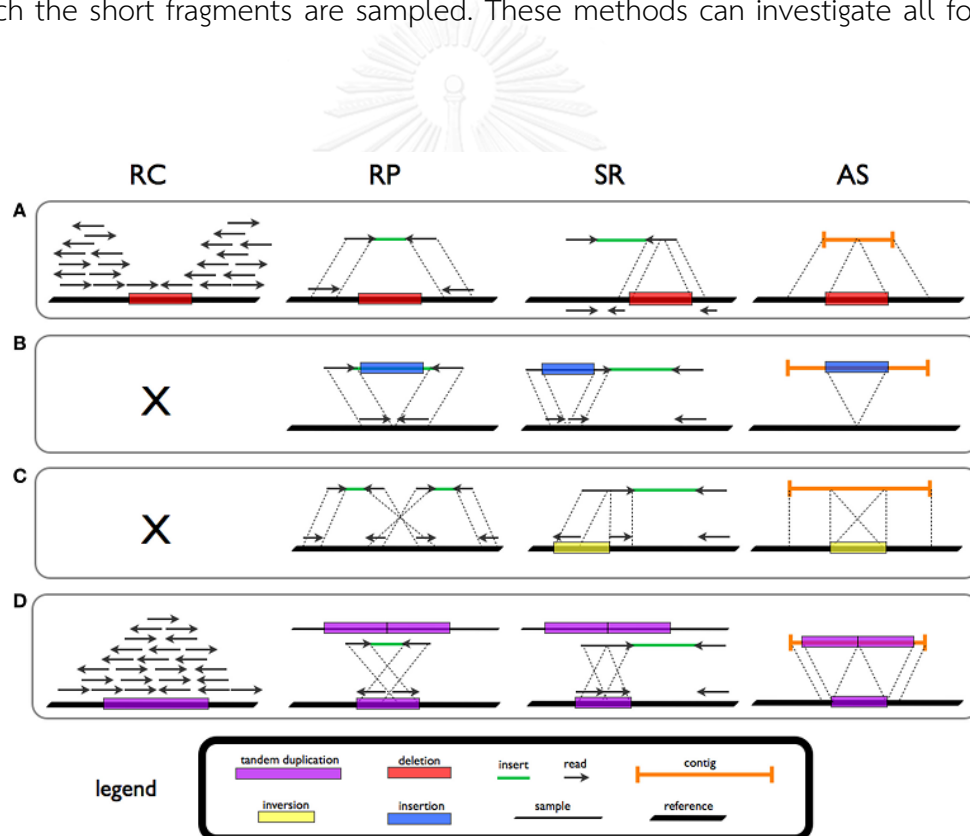 ch the short fragments are sampled. These methods can investigate all fo
RC RP SR AS
A
B
X
C
X
D
tandem duplication deletion insert read contig
legend
inversion insertion sample reference